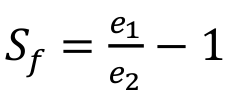 S_f = e_1/e_2 − 1